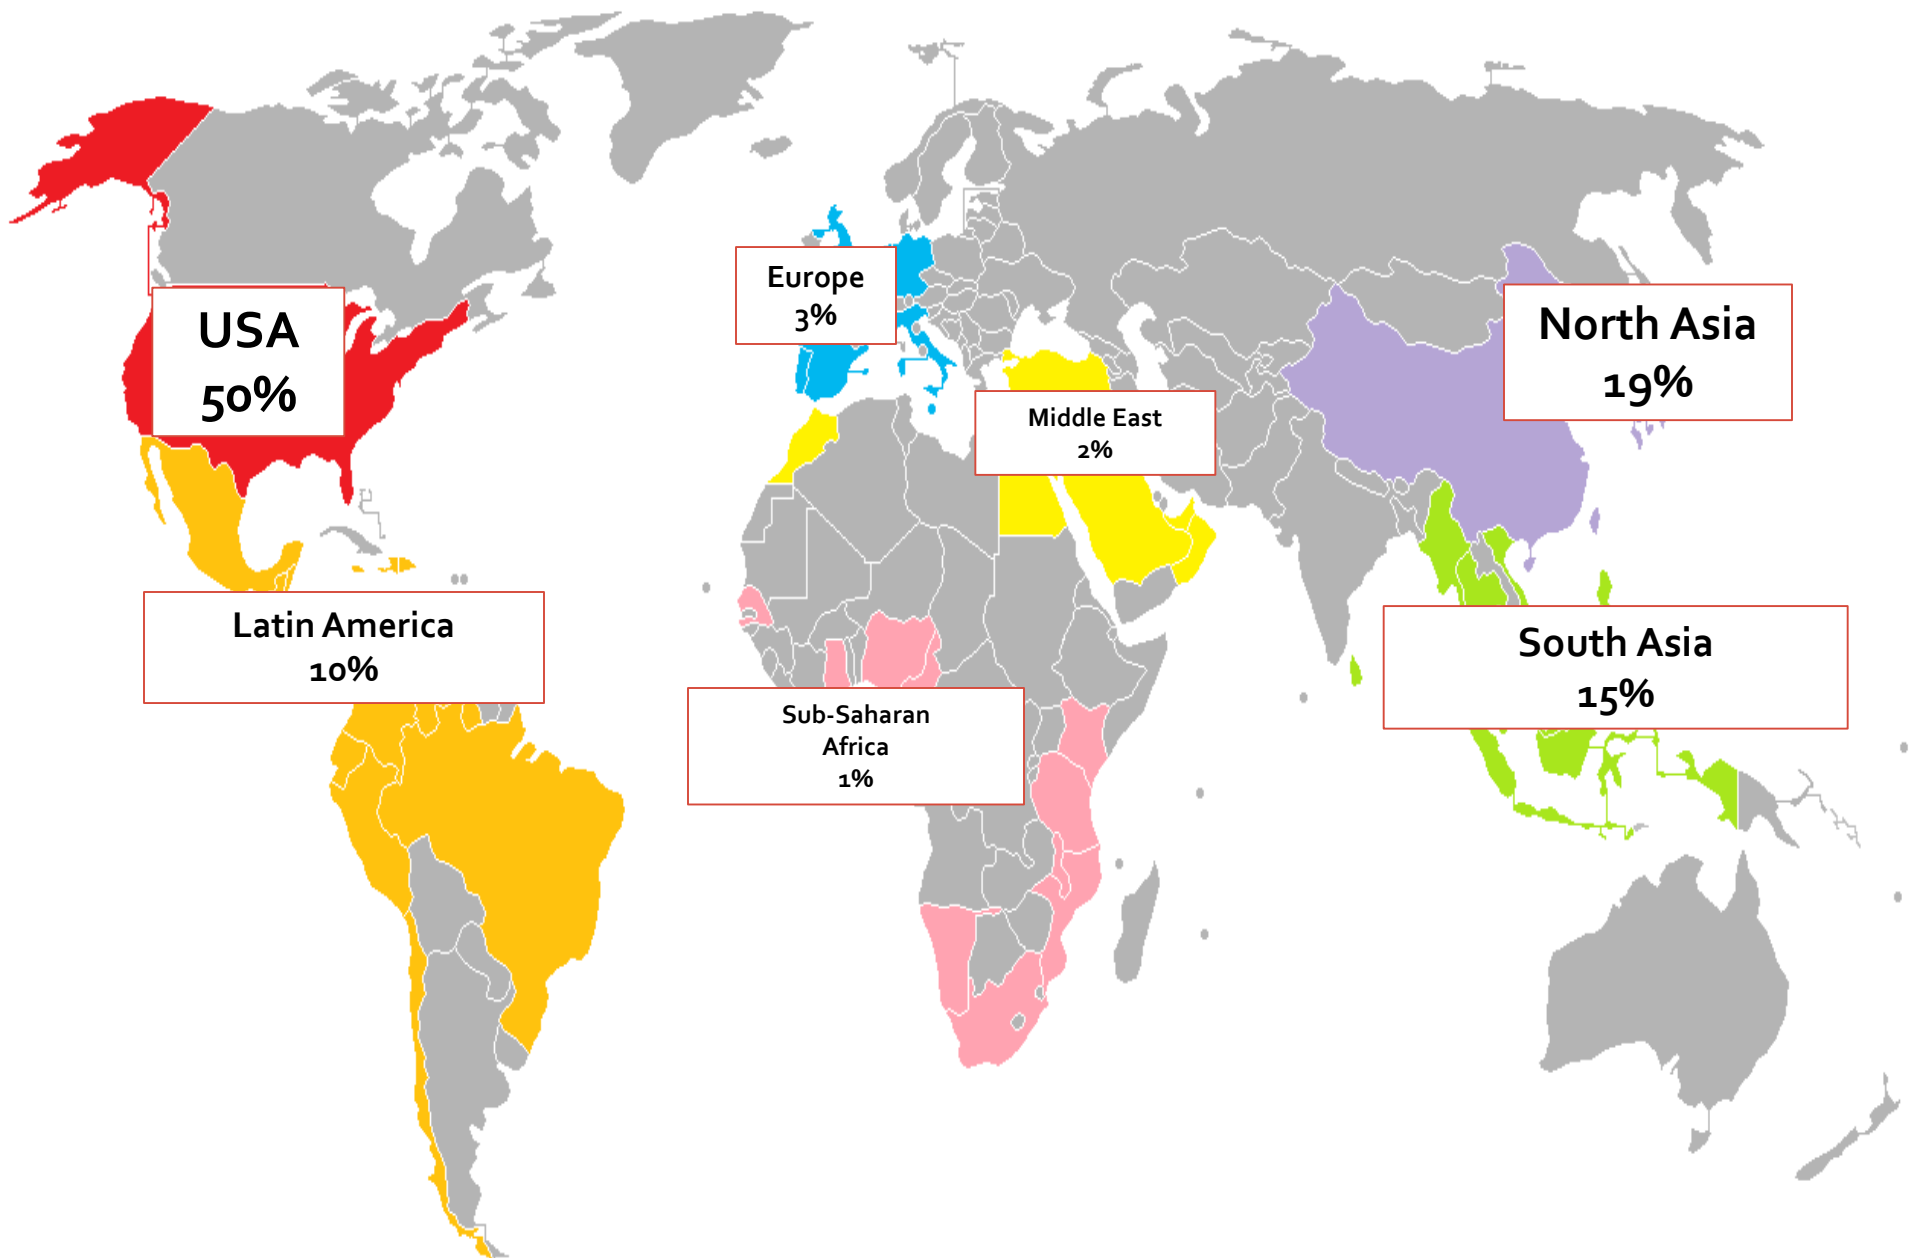 USA
50%
Europe
3%
North Asia
19%
Middle East
2%
Latin America
10%
South Asia
15%
Sub-Saharan
Africa
1%